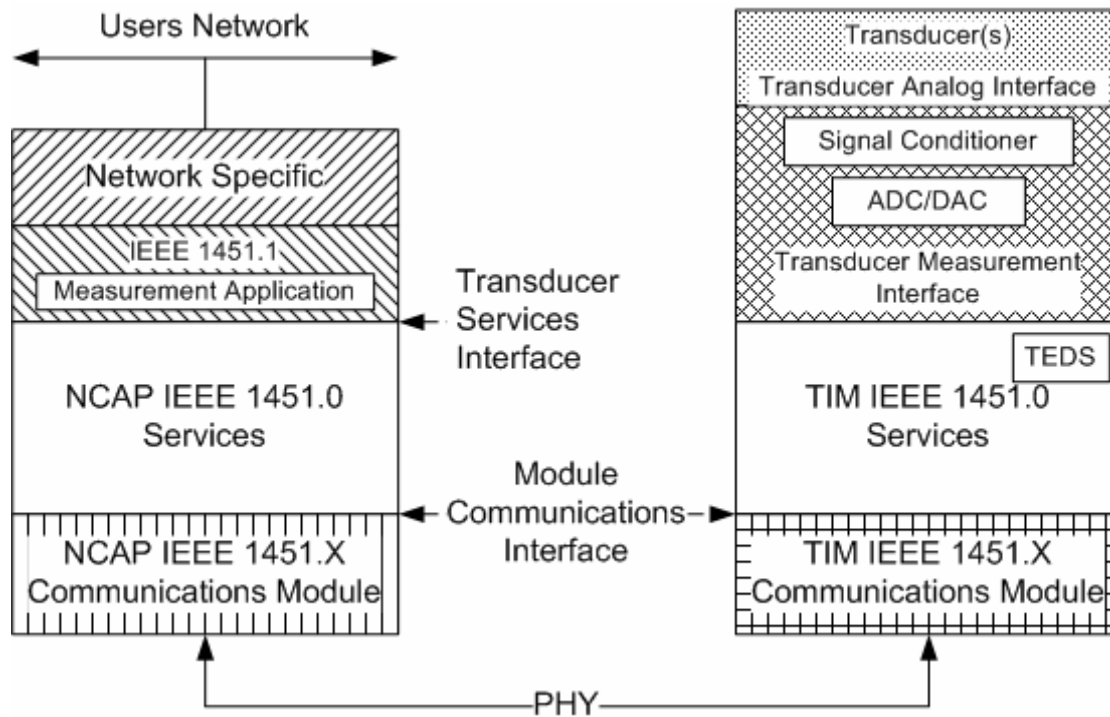 Users Network
Network Specific
IEEE 1451.1
Measurement Application
NCAP IEEE 1451.0
Services
NCAP IEEE 1451.X
Communications Module
Transducer
Services
Interface
Module
Communications
Interface
PHY
Transducer(s)
Transducer Analog Interface
Signal Conditioner
ADC/DAC
Transducer Measurement
Interface
TEDS
TIM IEEE 1451.0
Services
TIM IEEE 1451.X
Communications Module